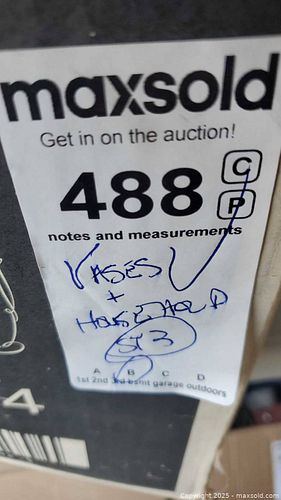 maxsold
Get in on the auction!
488
C
P
notes and measurements
VASES
+
HOUSEHOLD
A B C D
1st 2nd 3rd bsmt garage outdoors
4
Copyright 2025 - maxsold.com